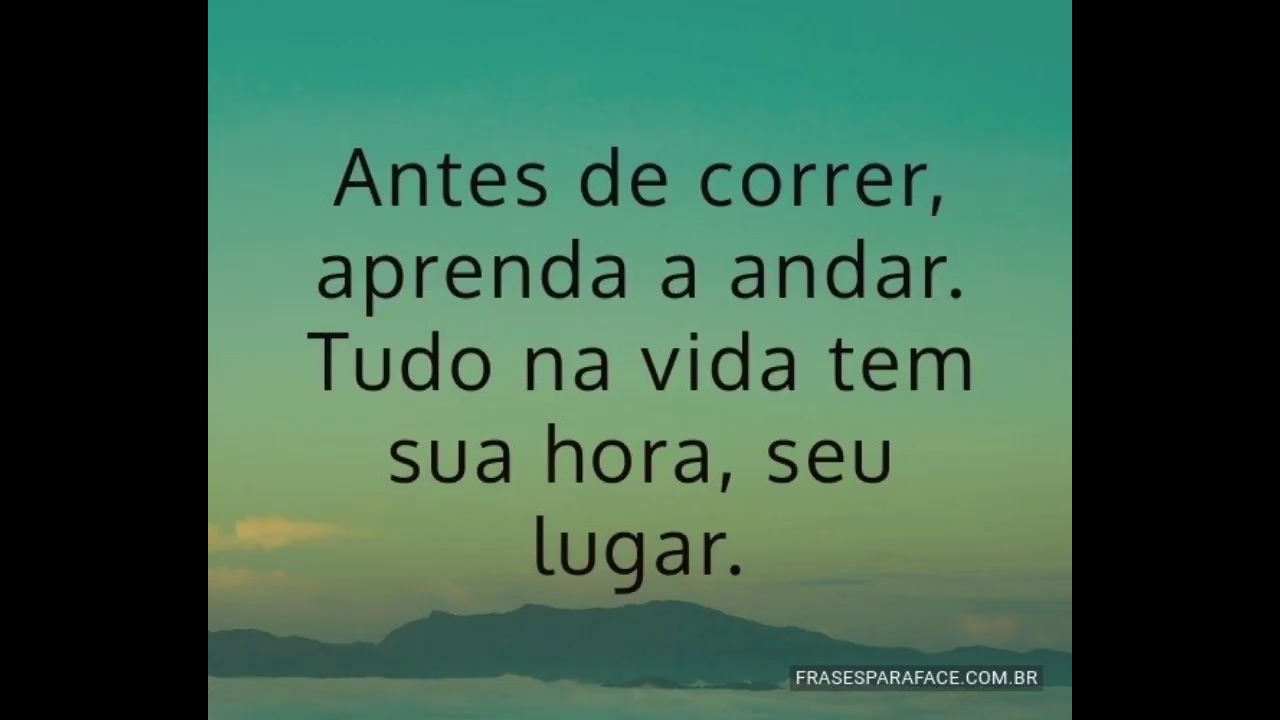 Antes de correr,
aprenda a andar.
Tudo na vida tem
sua hora, seu
lugar.
FRASESPARAFACE.COM.BR